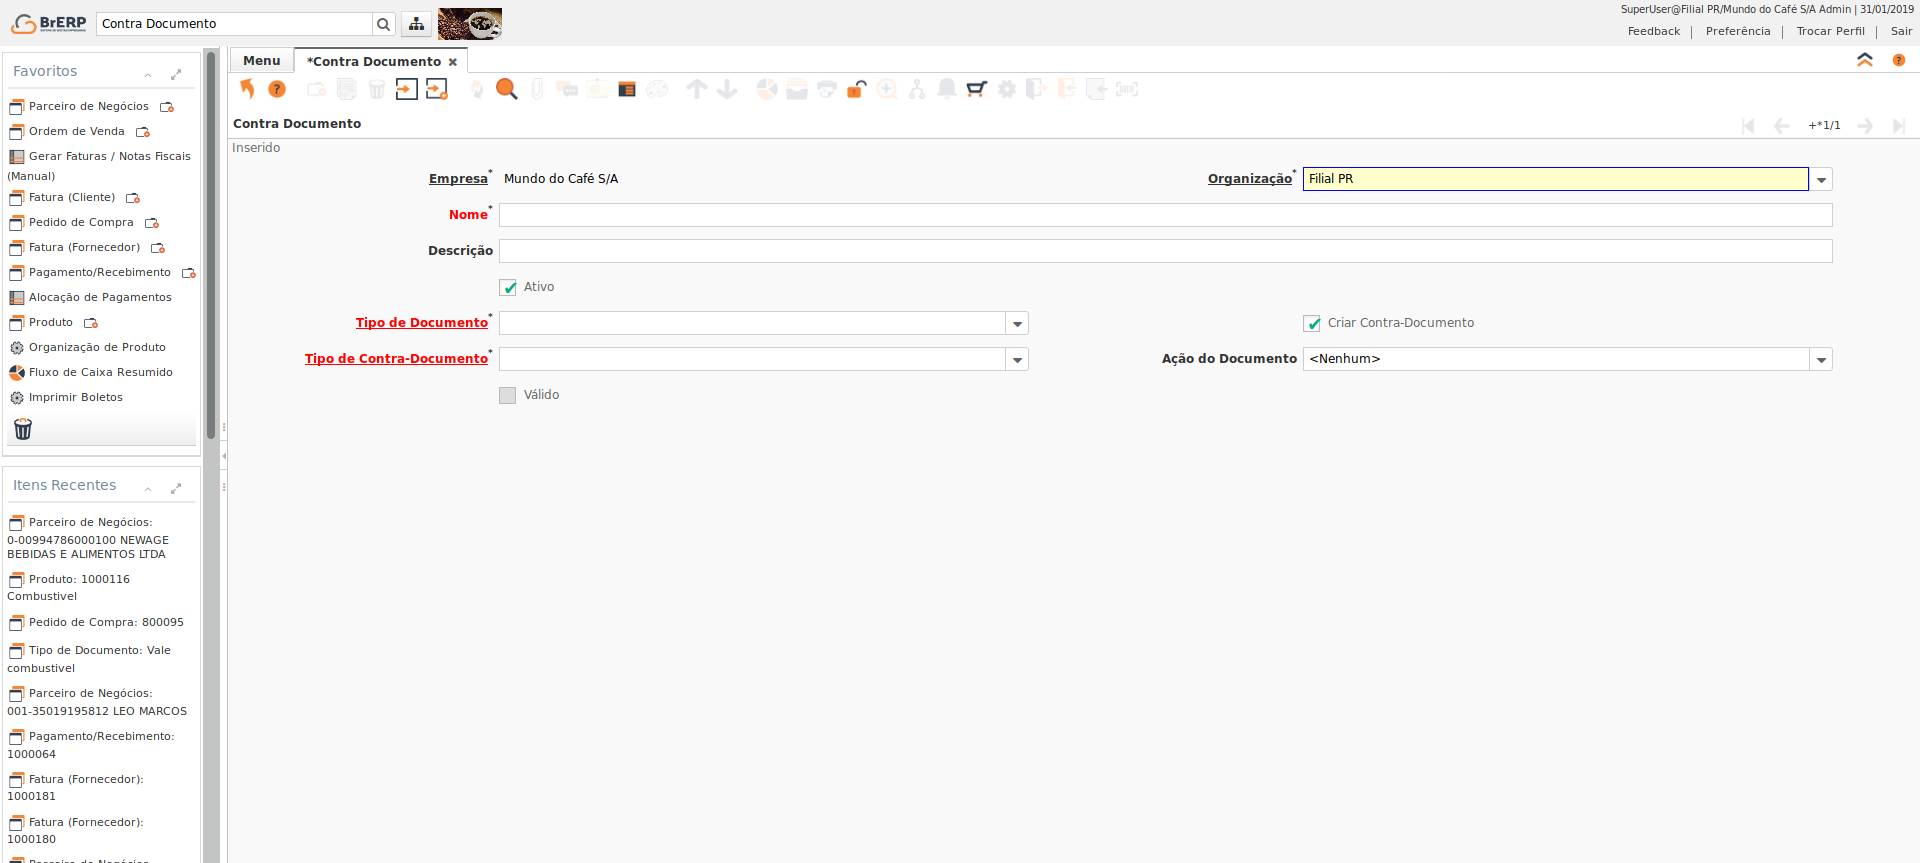 BrERP
Contra Documento
SuperUser@Filial PR/Mundo do Café S/A Admin | 31/01/2019
Feedback | Preferência | Trocar Perfil | Sair
Favoritos
Parceiro de Negócios
Ordem de Venda
Gerar Faturas / Notas Fiscais
(Manual)
Fatura (Cliente)
Pedido de Compra
Fatura (Fornecedor)
Pagamento/Recebimento
Alocação de Pagamentos
Produto
Organização de Produto
Fluxo de Caixa Resumido
Imprimir Boletos
Itens Recentes
Parceiro de Negócios:
0-00994786000100 NEWAGE
BEBIDAS E ALIMENTOS LTDA
Produto: 1000116
Combustivel
Pedido de Compra: 800095
Tipo de Documento: Vale
combustivel
Parceiro de Negócios:
001-35019195812 LEO MARCOS
Pagamento/Recebimento:
1000064
Fatura (Fornecedor):
1000181
Fatura (Fornecedor):
1000180
Parceiro de Negócios
Menu
*Contra Documento
Contra Documento
+*1/1
Inserido
Empresa* Mundo do Café S/A
Organização* Filial PR
Nome*
Descrição
Ativo
Tipo de Documento*
Criar Contra-Documento
Tipo de Contra-Documento*
Ação do Documento <Nenhum>
Válido